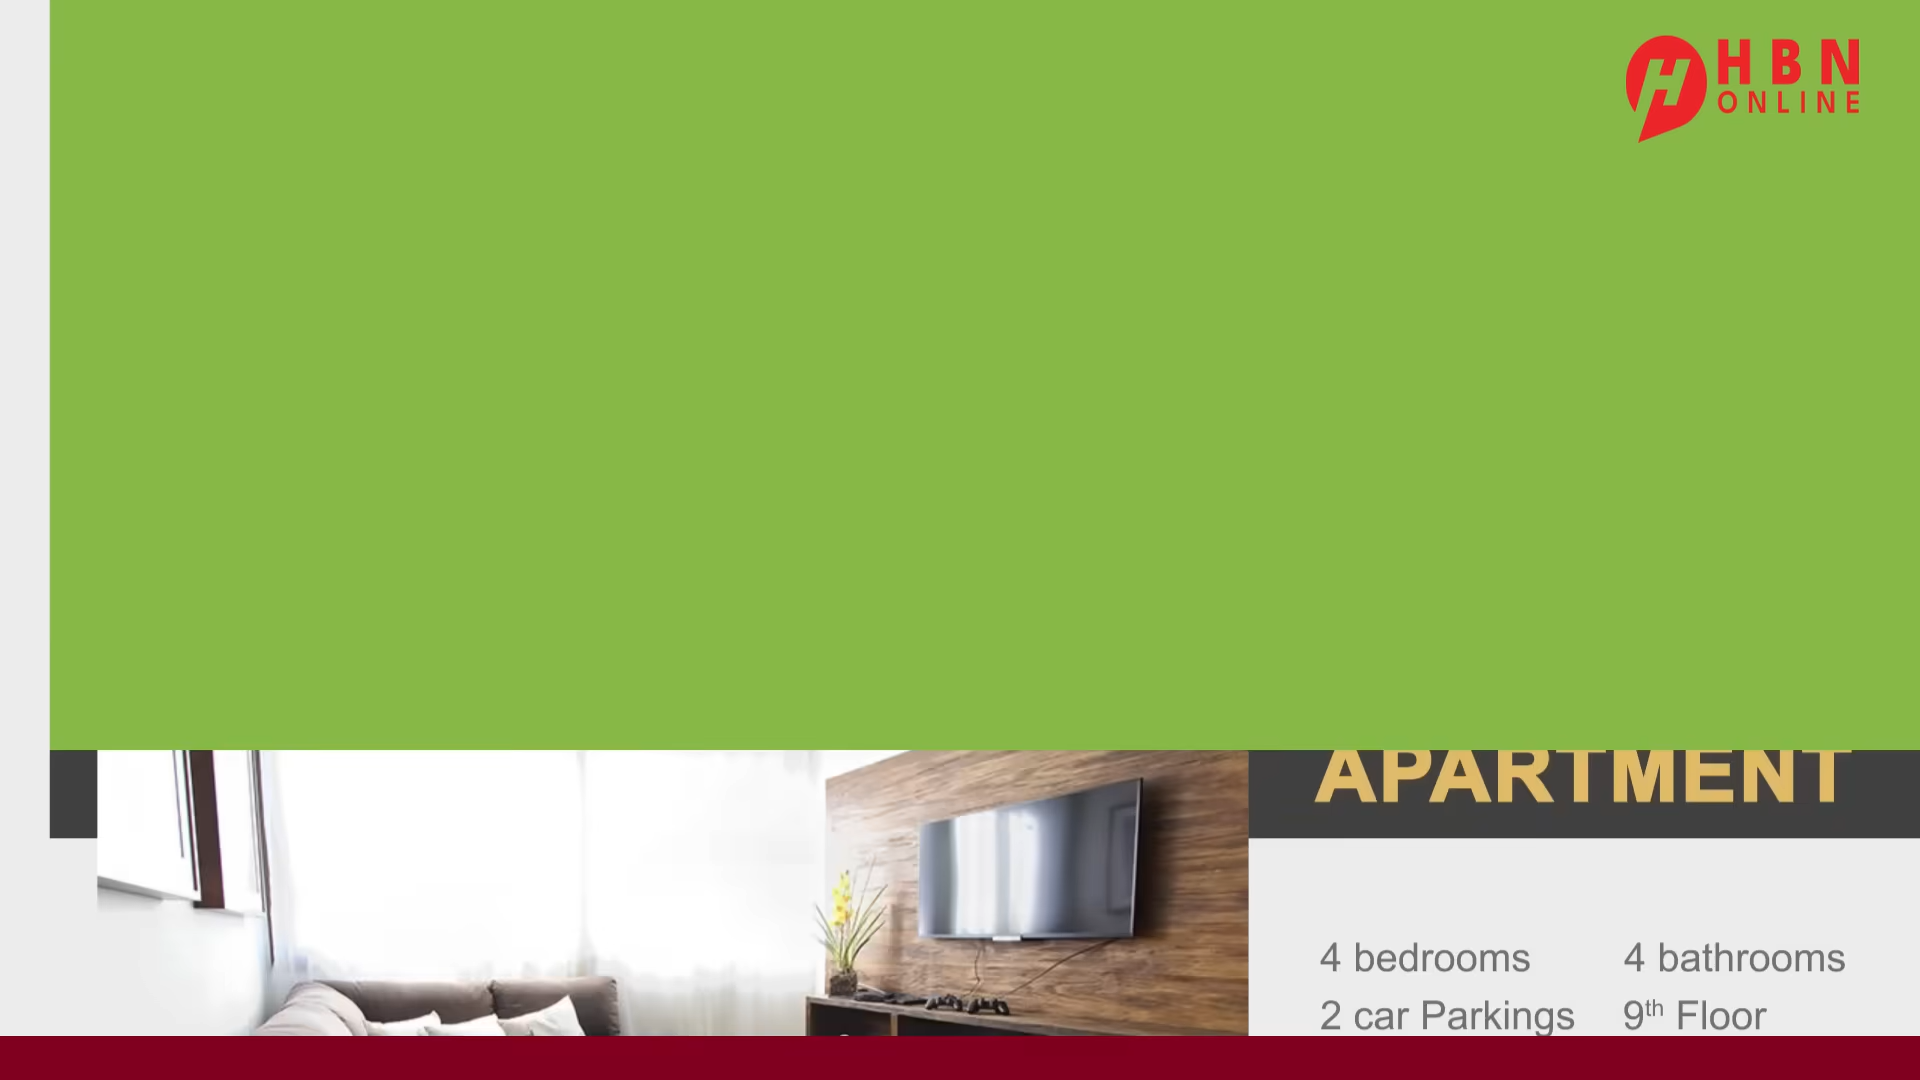 HBN
ONLINE
APARTMENT
4 bedrooms 4 bathrooms
2 car Parkings 9th Floor